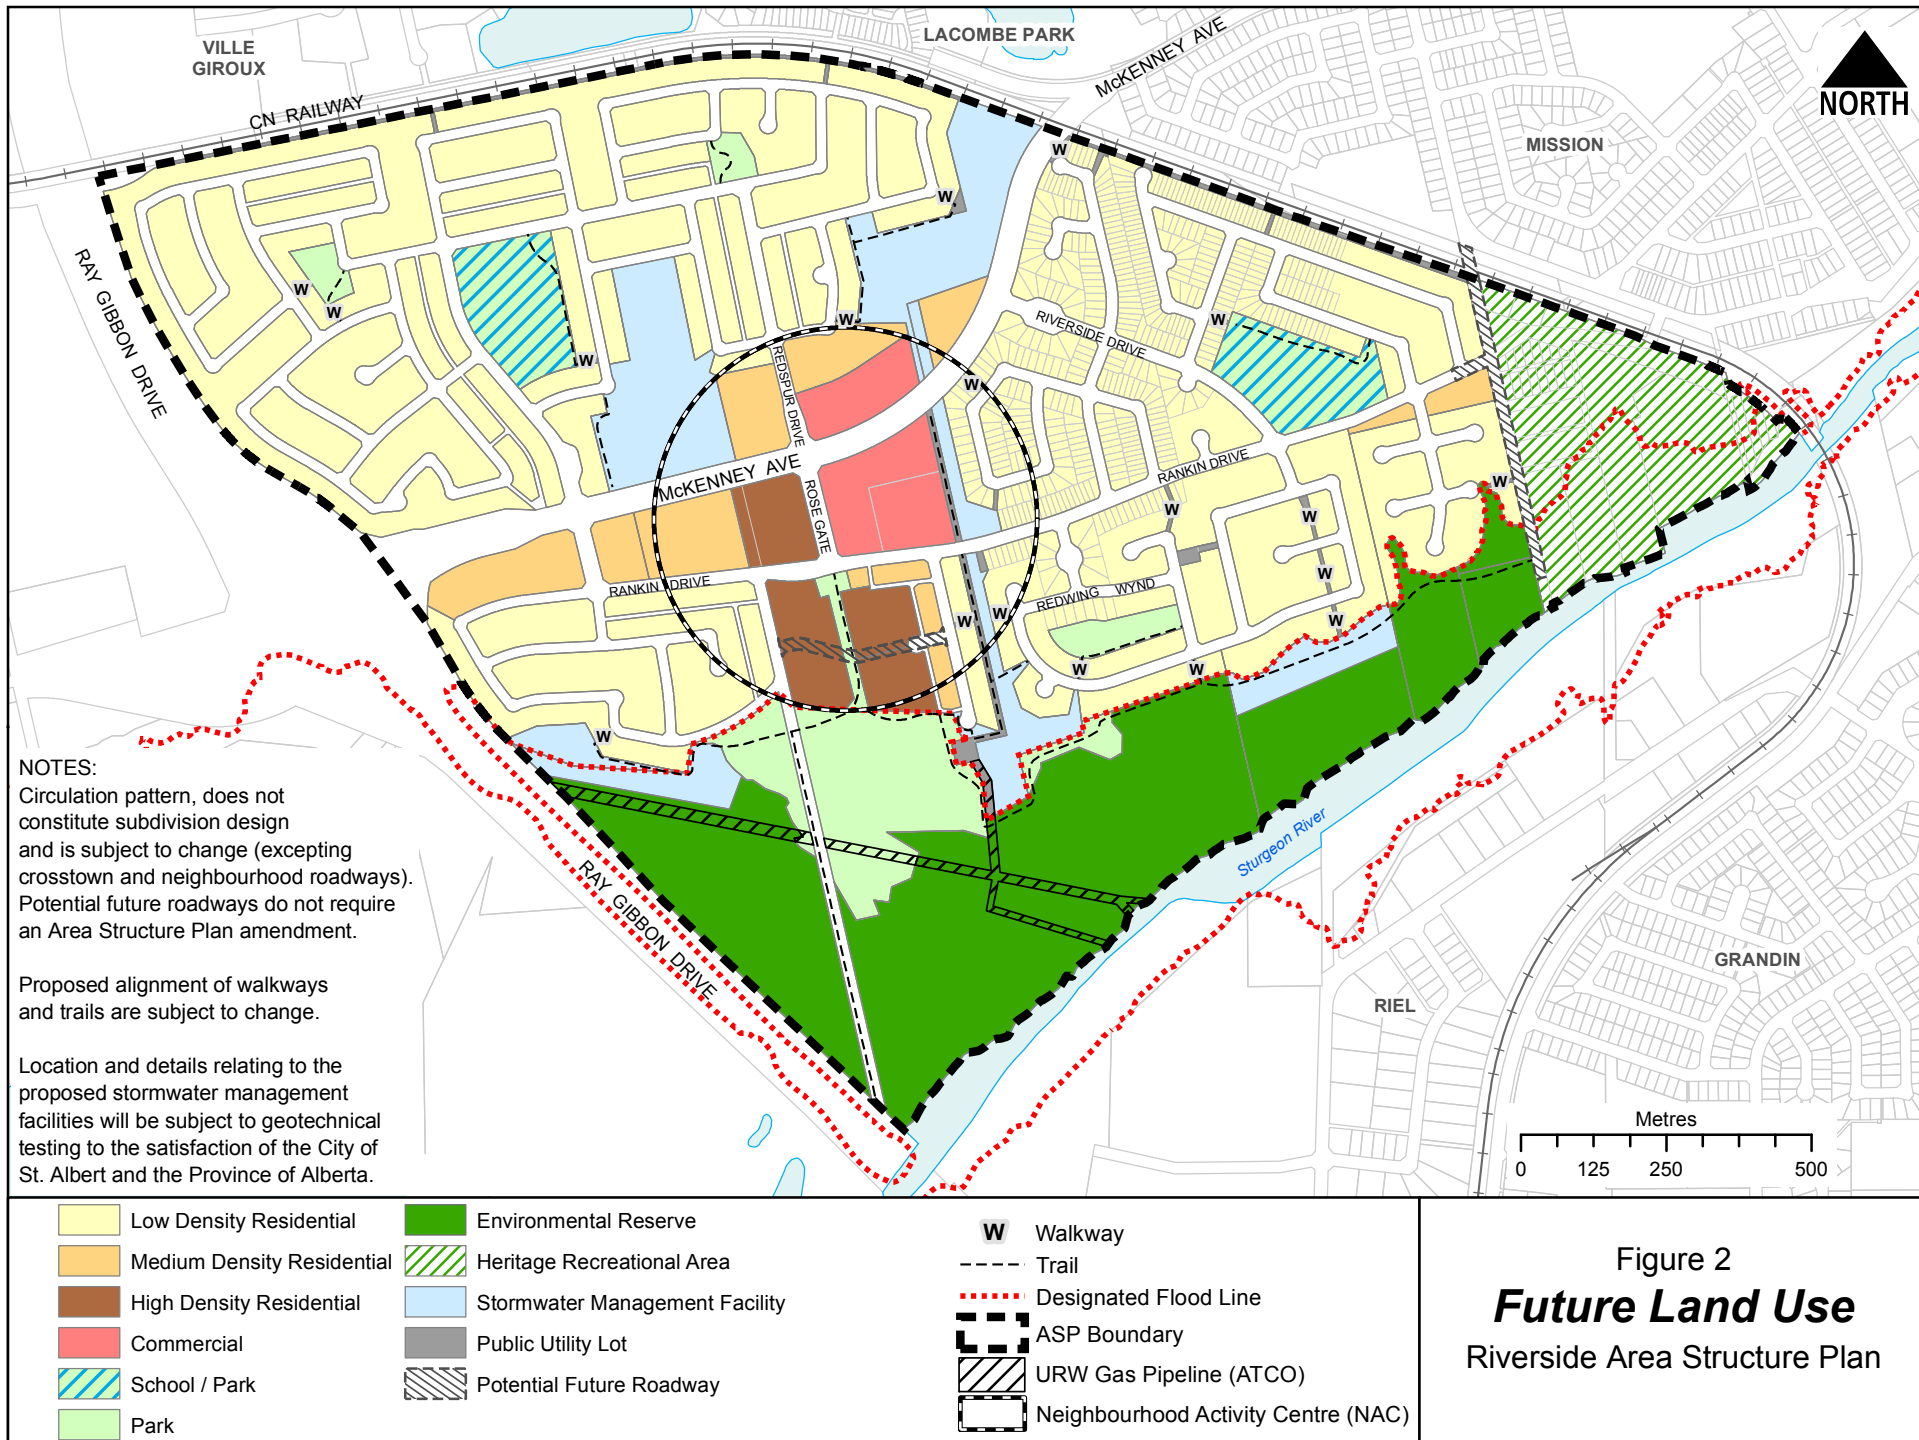 VILLE
GIROUX
LACOMBE PARK
McKENNEY AVE
NORTH
CN RAILWAY
MISSION
W
W
RAY GIBBON DRIVE
W
W
W
W
W
RIVERSIDE DRIVE
REDSPUR DRIVE
W
W
McKENNEY AVE
ROSE GATE
RANKIN DRIVE
W
W
W
RANKIN DRIVE
W
REDWING WYND
W
W
W
W
W
W
NOTES:
Circulation pattern, does not
constitute subdivision design
and is subject to change (excepting
crosstown and neighbourhood roadways).
Potential future roadways do not require
an Area Structure Plan amendment.
Proposed alignment of walkways
and trails are subject to change.
Location and details relating to the
proposed stormwater management
facilities will be subject to geotechnical
testing to the satisfaction of the City of
St. Albert and the Province of Alberta.
RAY GIBBON DRIVE
Sturgeon River
GRANDIN
RIEL
Metres
0 125 250 500
Low Density Residential
Medium Density Residential
High Density Residential
Commercial
School / Park
Park
Environmental Reserve
Heritage Recreational Area
Stormwater Management Facility
Public Utility Lot
Potential Future Roadway
W Walkway
Trail
Designated Flood Line
ASP Boundary
URW Gas Pipeline (ATCO)
Neighbourhood Activity Centre (NAC)
Figure 2
Future Land Use
Riverside Area Structure Plan